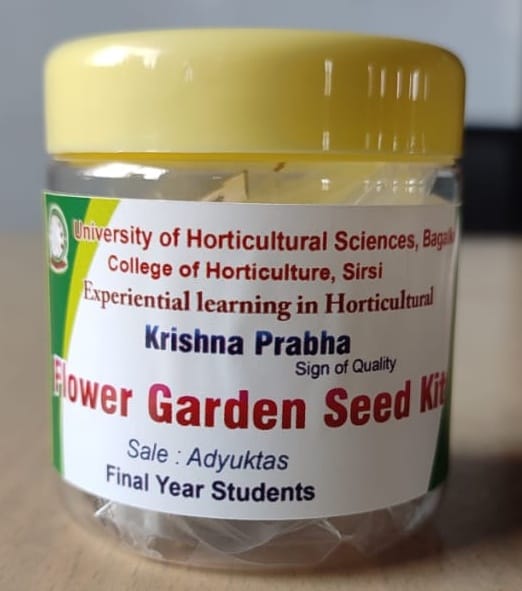 University of Horticultural Sciences,
College of Horticulture, Sirsi
Experiential learning in Horticultural
Krishna Prabha
Sign of Quality
Flower Garden Seed Kit
Sale : Adyuktas
Final Year Students